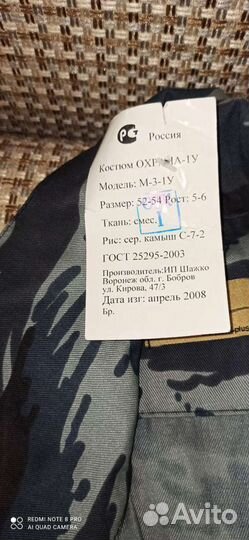 РС Россия
Костюм ОХРАНА-1У
Модель: М-3-1У
Размер: 52-54 Рост: 5-6
Ткань: смес.
Рис: сер. камыш С-7-2
ГОСТ 25295-2003
Производитель:ИП Шажко
Воронеж обл. г. Бобров
ул. Кирова, 47/3
Дата изг: апрель 2008
Бр.
plus
REDMI NOTE 8 PRO
AI QUAD CAMERA
Avito